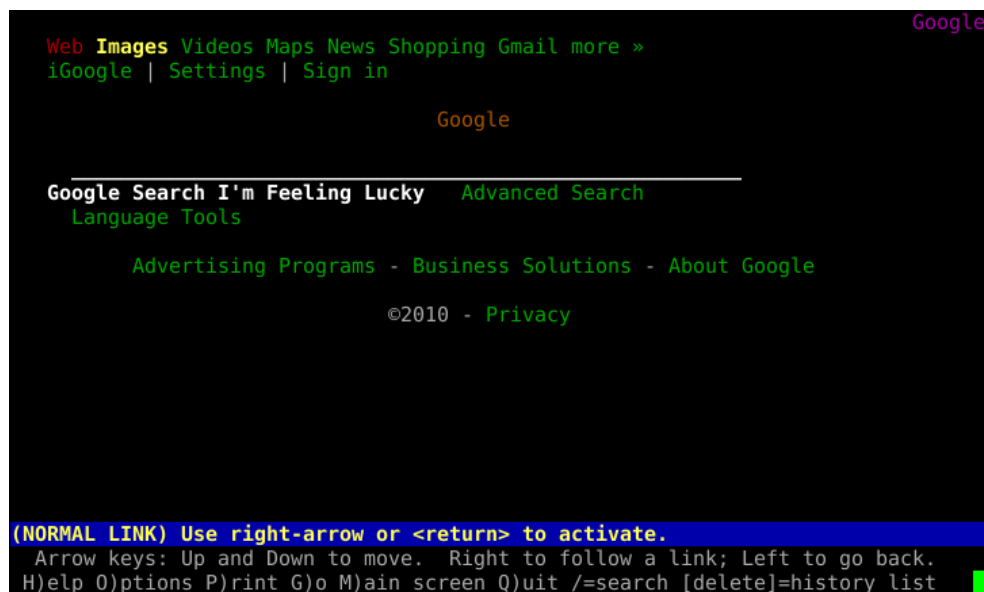 Google
Web Images Videos Maps News Shopping Gmail more »
iGoogle | Settings | Sign in
Google
Google Search I'm Feeling Lucky Advanced Search
Language Tools
Advertising Programs - Business Solutions - About Google
©2010 - Privacy
(NORMAL LINK) Use right-arrow or <return> to activate.
Arrow keys: Up and Down to move. Right to follow a link; Left to go back.
H)elp O)ptions P)rint G)o M)ain screen Q)uit /=search [delete]=history list